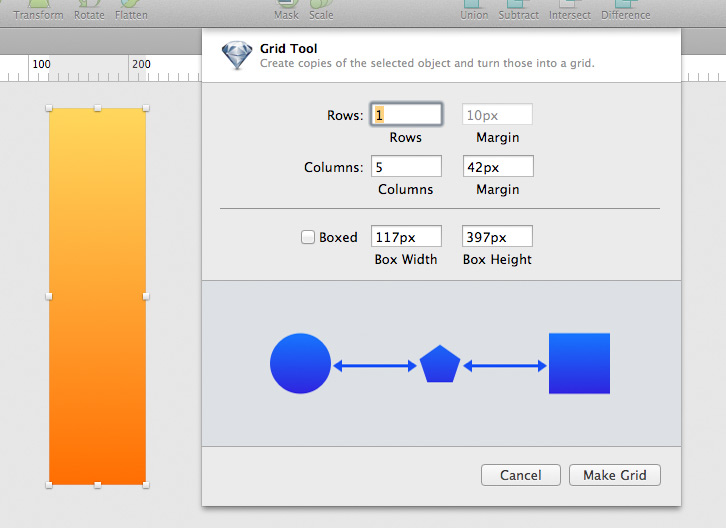 Transform Rotate Flatten Mask Scale Union Subtract Intersect Difference
Grid Tool
Create copies of the selected object and turn those into a grid.
100 200
Rows: 1 10px
Rows Margin
Columns: 5 42px
Columns Margin
Boxed 117px 397px
Box Width Box Height
Cancel Make Grid